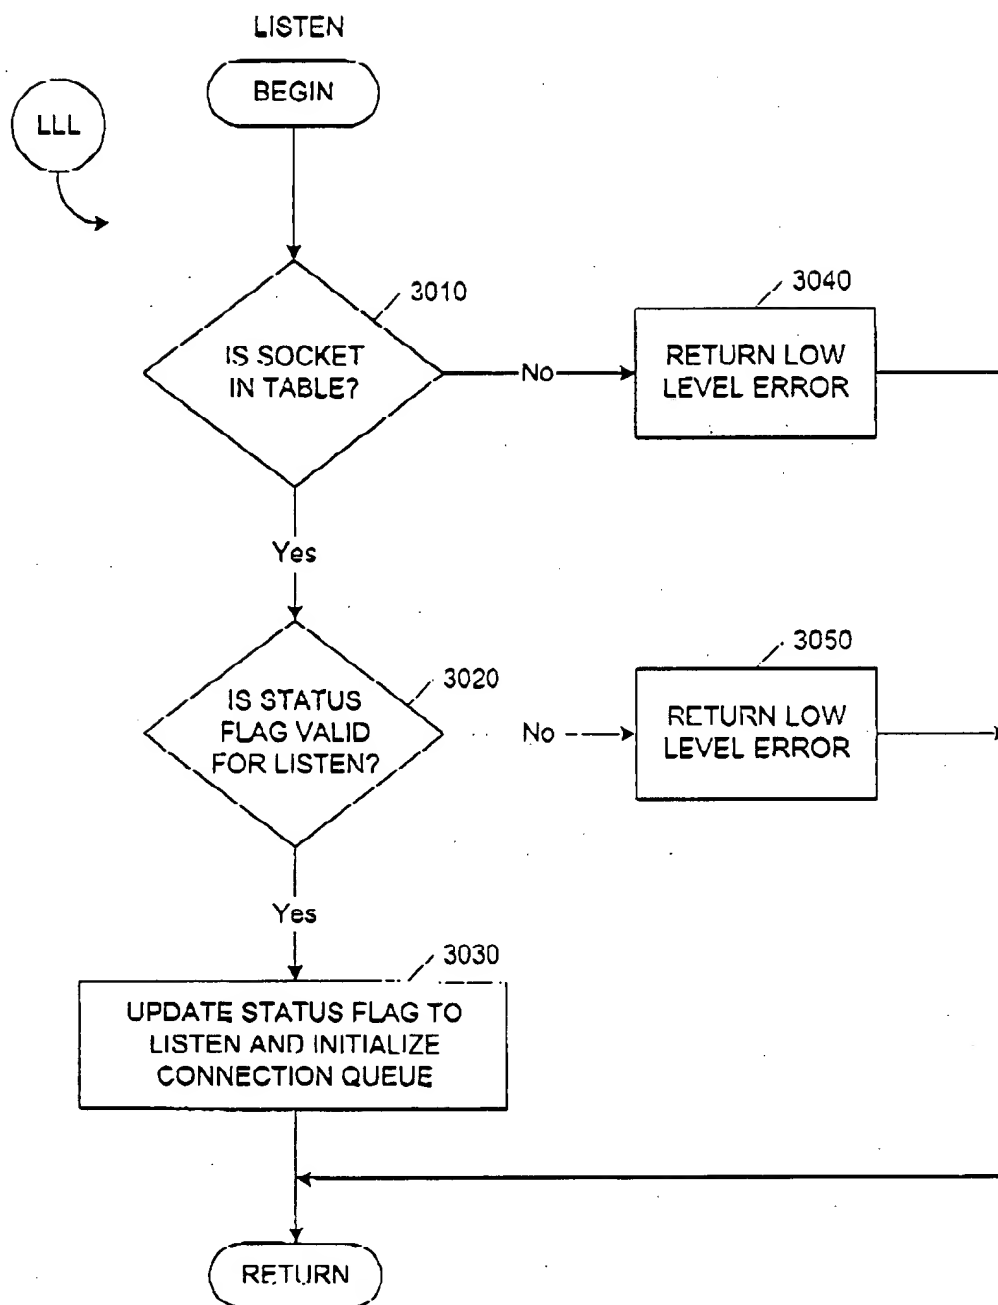 LISTEN
BEGIN
LLL
3010
IS SOCKET
IN TABLE?
No
3040
RETURN LOW
LEVEL ERROR
Yes
3020
IS STATUS
FLAG VALID
FOR LISTEN?
No
3050
RETURN LOW
LEVEL ERROR
Yes
3030
UPDATE STATUS FLAG TO
LISTEN AND INITIALIZE
CONNECTION QUEUE
RETURN